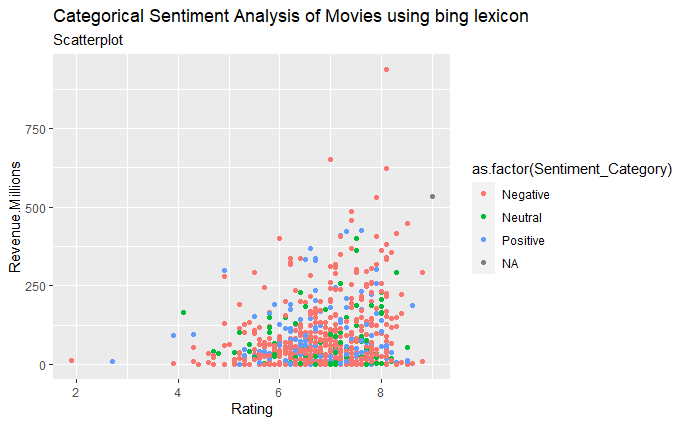 Categorical Sentiment Analysis of Movies using bing lexicon
Scatterplot
Revenue.Millions
750
500
250
0
2 4 6 8
Rating
as.factor(Sentiment_Category)
Negative
Neutral
Positive
NA